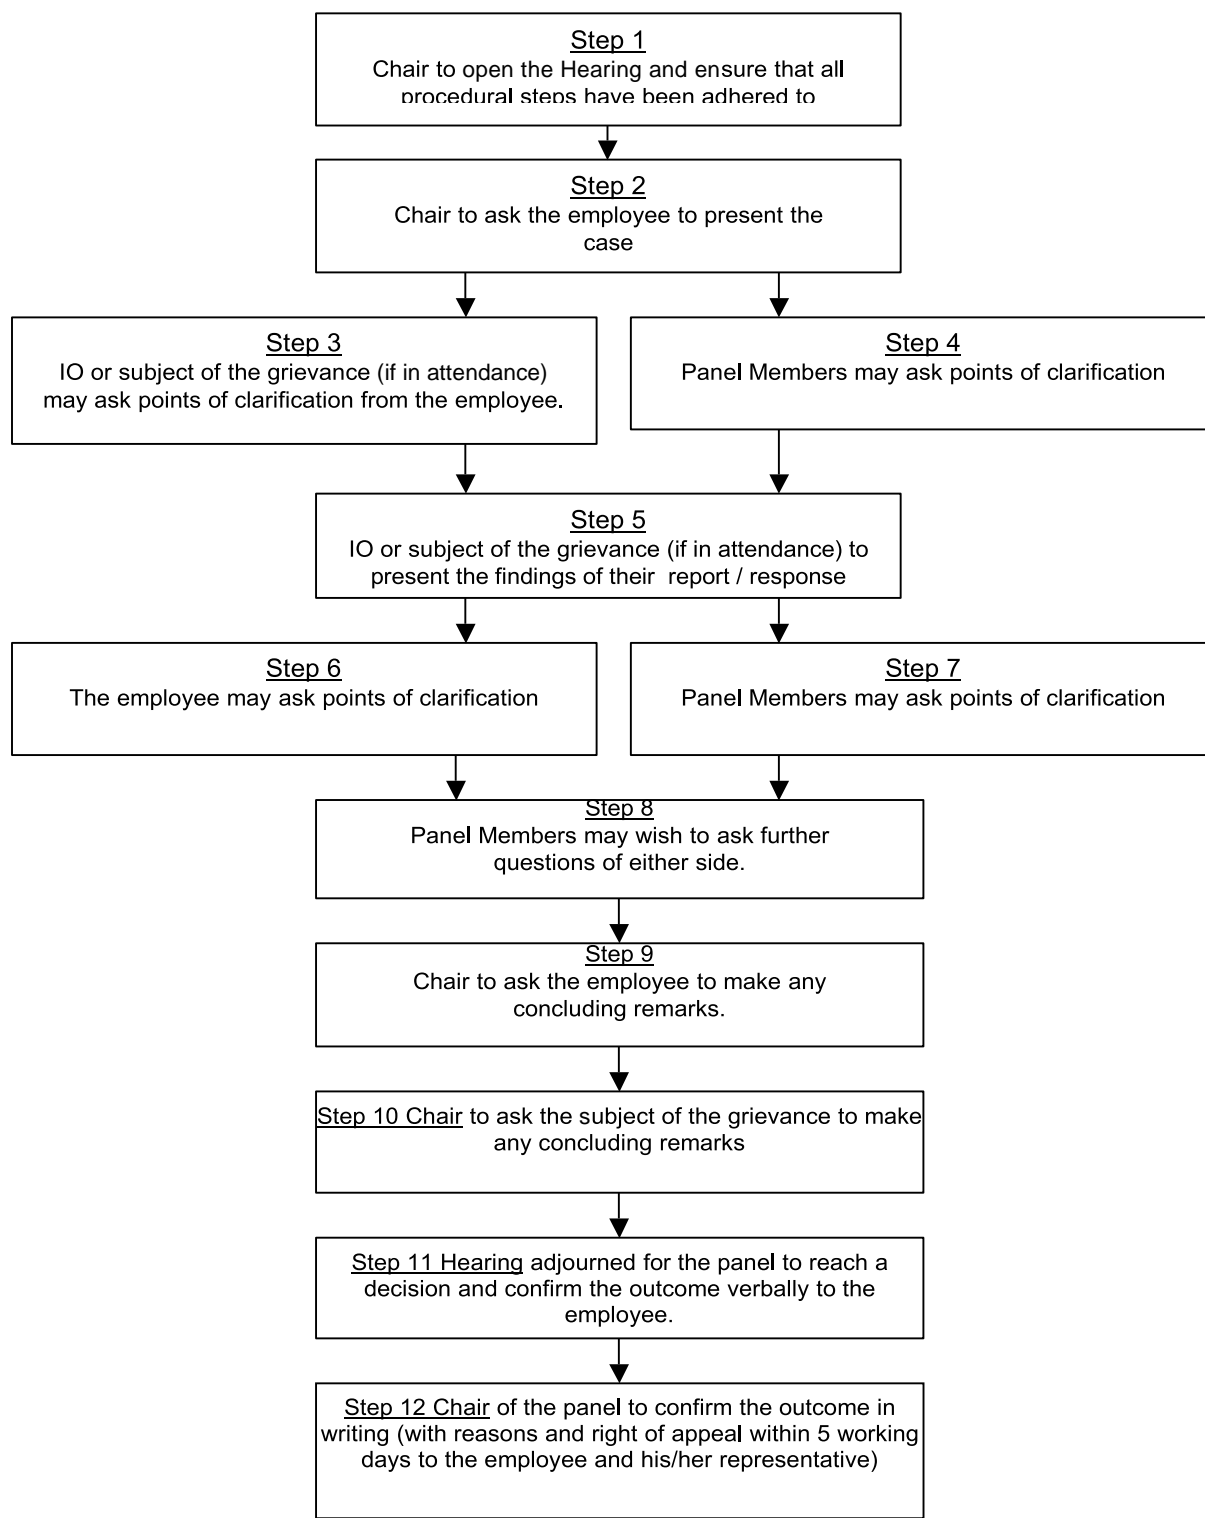 Step 1
Chair to open the Hearing and ensure that all
procedural steps have been adhered to
Step 2
Chair to ask the employee to present the
case
Step 3
IO or subject of the grievance (if in attendance)
may ask points of clarification from the employee.
Step 4
Panel Members may ask points of clarification
Step 5
IO or subject of the grievance (if in attendance) to
present the findings of their report / response
Step 6
The employee may ask points of clarification
Step 7
Panel Members may ask points of clarification
Step 8
Panel Members may wish to ask further
questions of either side.
Step 9
Chair to ask the employee to make any
concluding remarks.
Step 10 Chair to ask the subject of the grievance to make
any concluding remarks
Step 11 Hearing adjourned for the panel to reach a
decision and confirm the outcome verbally to the
employee.
Step 12 Chair of the panel to confirm the outcome in
writing (with reasons and right of appeal within 5 working
days to the employee and his/her representative)